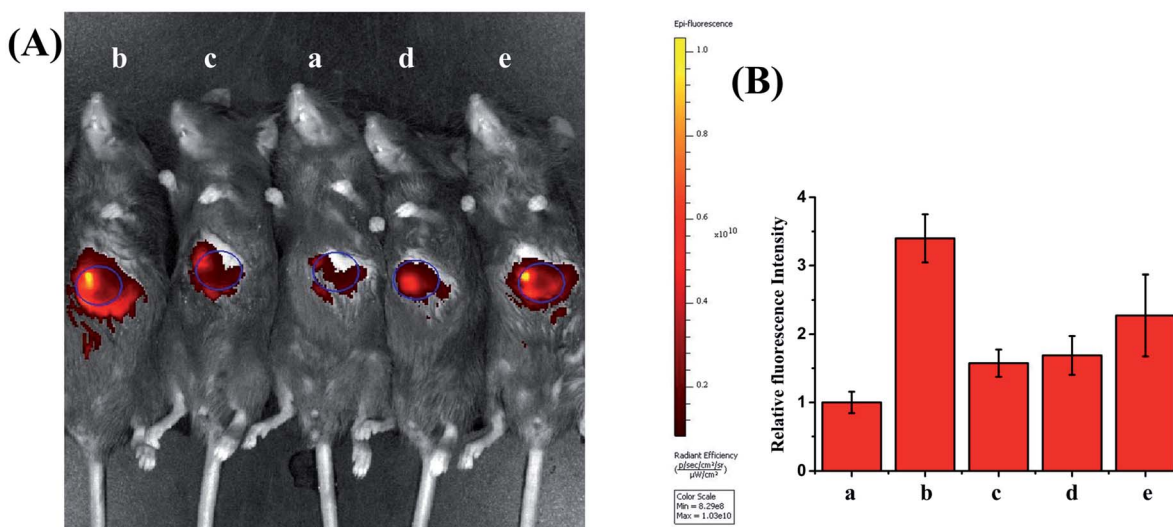 (A)
b c a d e
Epi-fluorescence
1.0
0.8
0.6
x10¹⁰
0.4
0.2
Radiant Efficiency
(p/sec/cm²/sr / µW/cm²)
Color Scale
Min = 8.29e8
Max = 1.03e10
(B)
Relative fluorescence Intensity
4
3
2
1
0
a b c d e